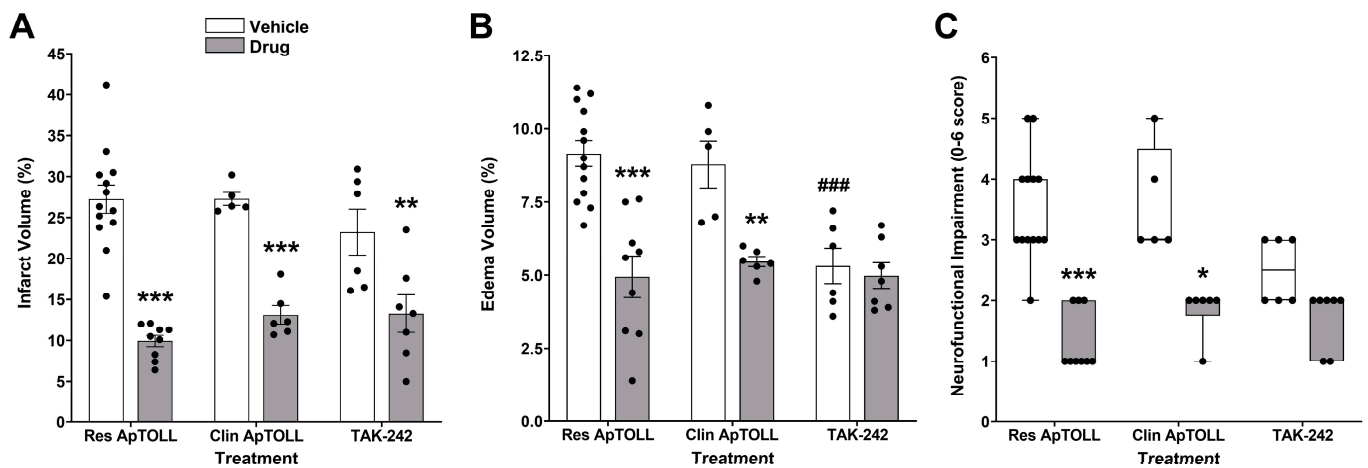 A
Vehicle
Drug
Infarct Volume (%)
45
40
35
30
25
20
15
10
5
0
***
***
**
Res ApTOLL Clin ApTOLL TAK-242
Treatment
B
Edema Volume (%)
12.5
10.0
7.5
5.0
2.5
0.0
***
**
###
Res ApTOLL Clin ApTOLL TAK-242
Treatment
C
Neurofunctional Impairment (0-6 score)
6
5
4
3
2
1
0
***
*
Res ApTOLL Clin ApTOLL TAK-242
Treatment